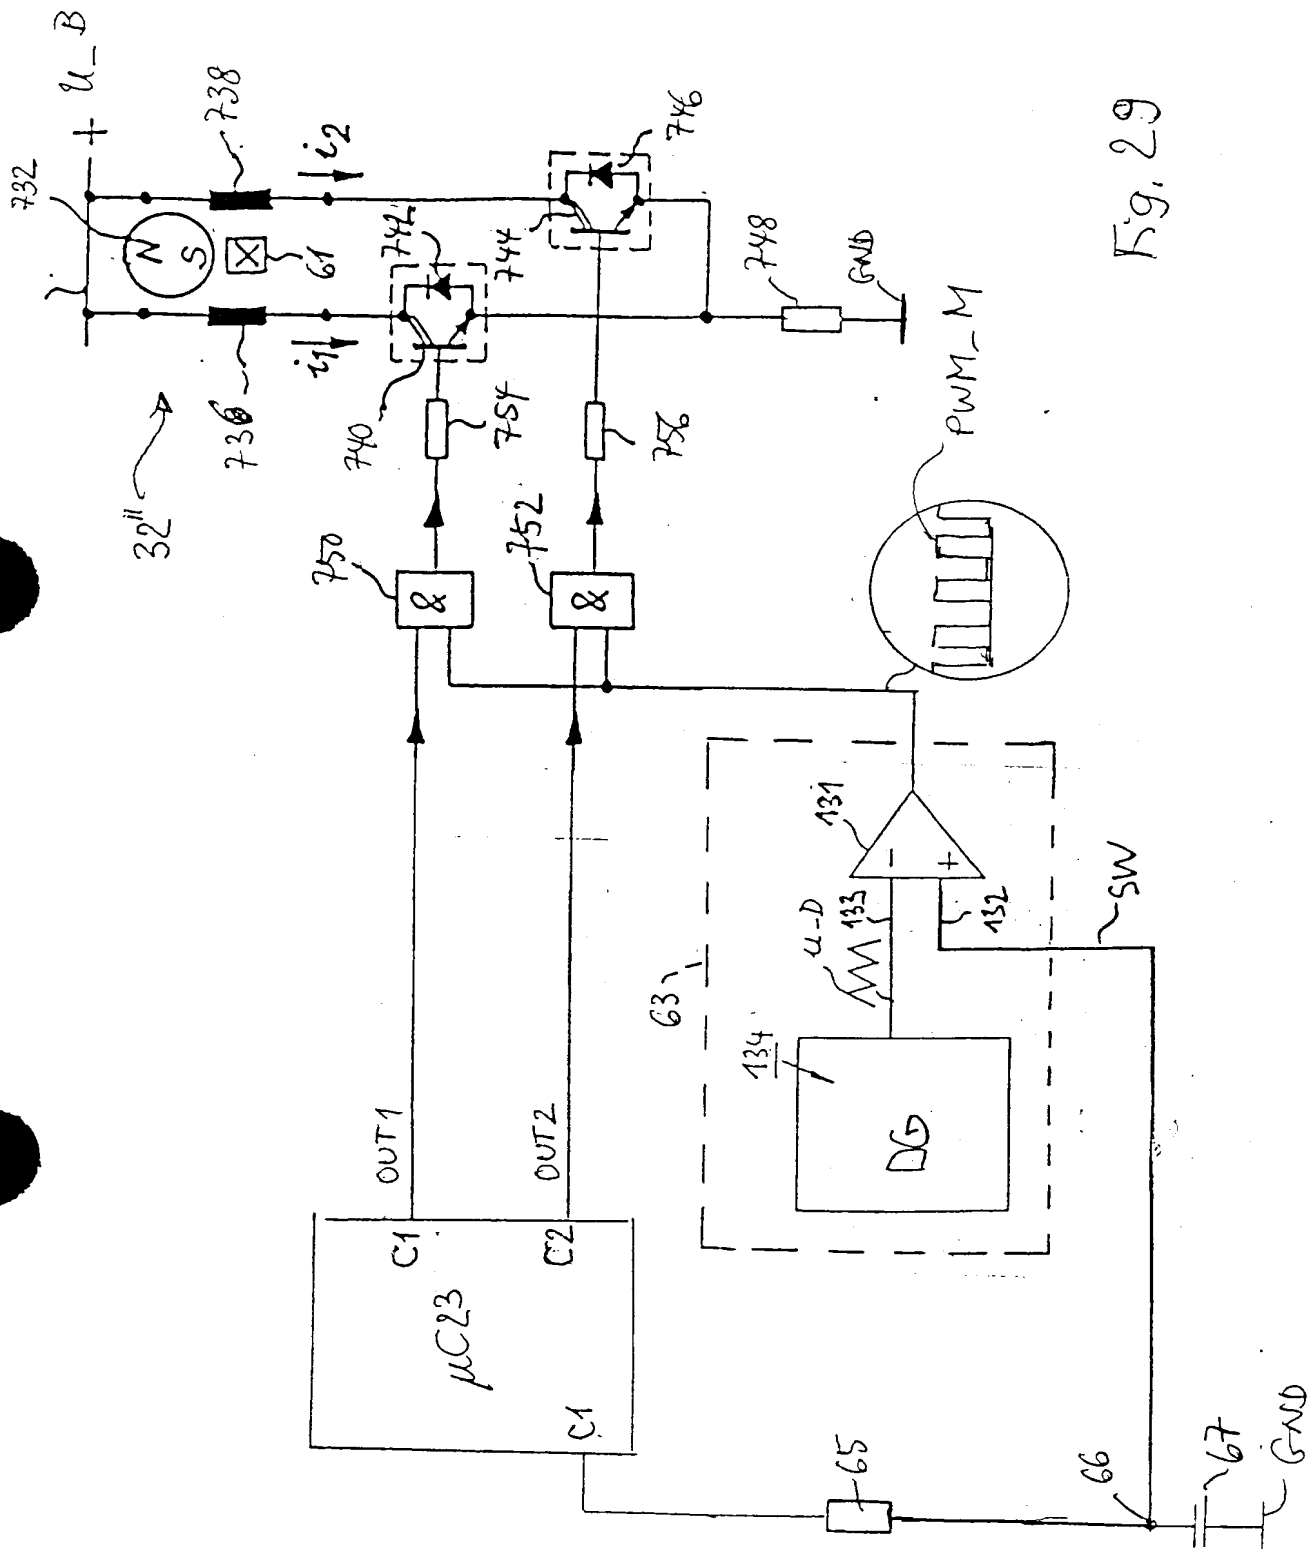 732
+ U_B
N
S
61
738
736
i1
i2
32"
742
740
744
746
754
756
748
GND
750
&
752
&
PWM_M
OUT1
OUT2
C1
C2
µC23
C1
63
131
−
+
u_D
133
132
134
DG
SW
65
66
67
GND
Fig. 29